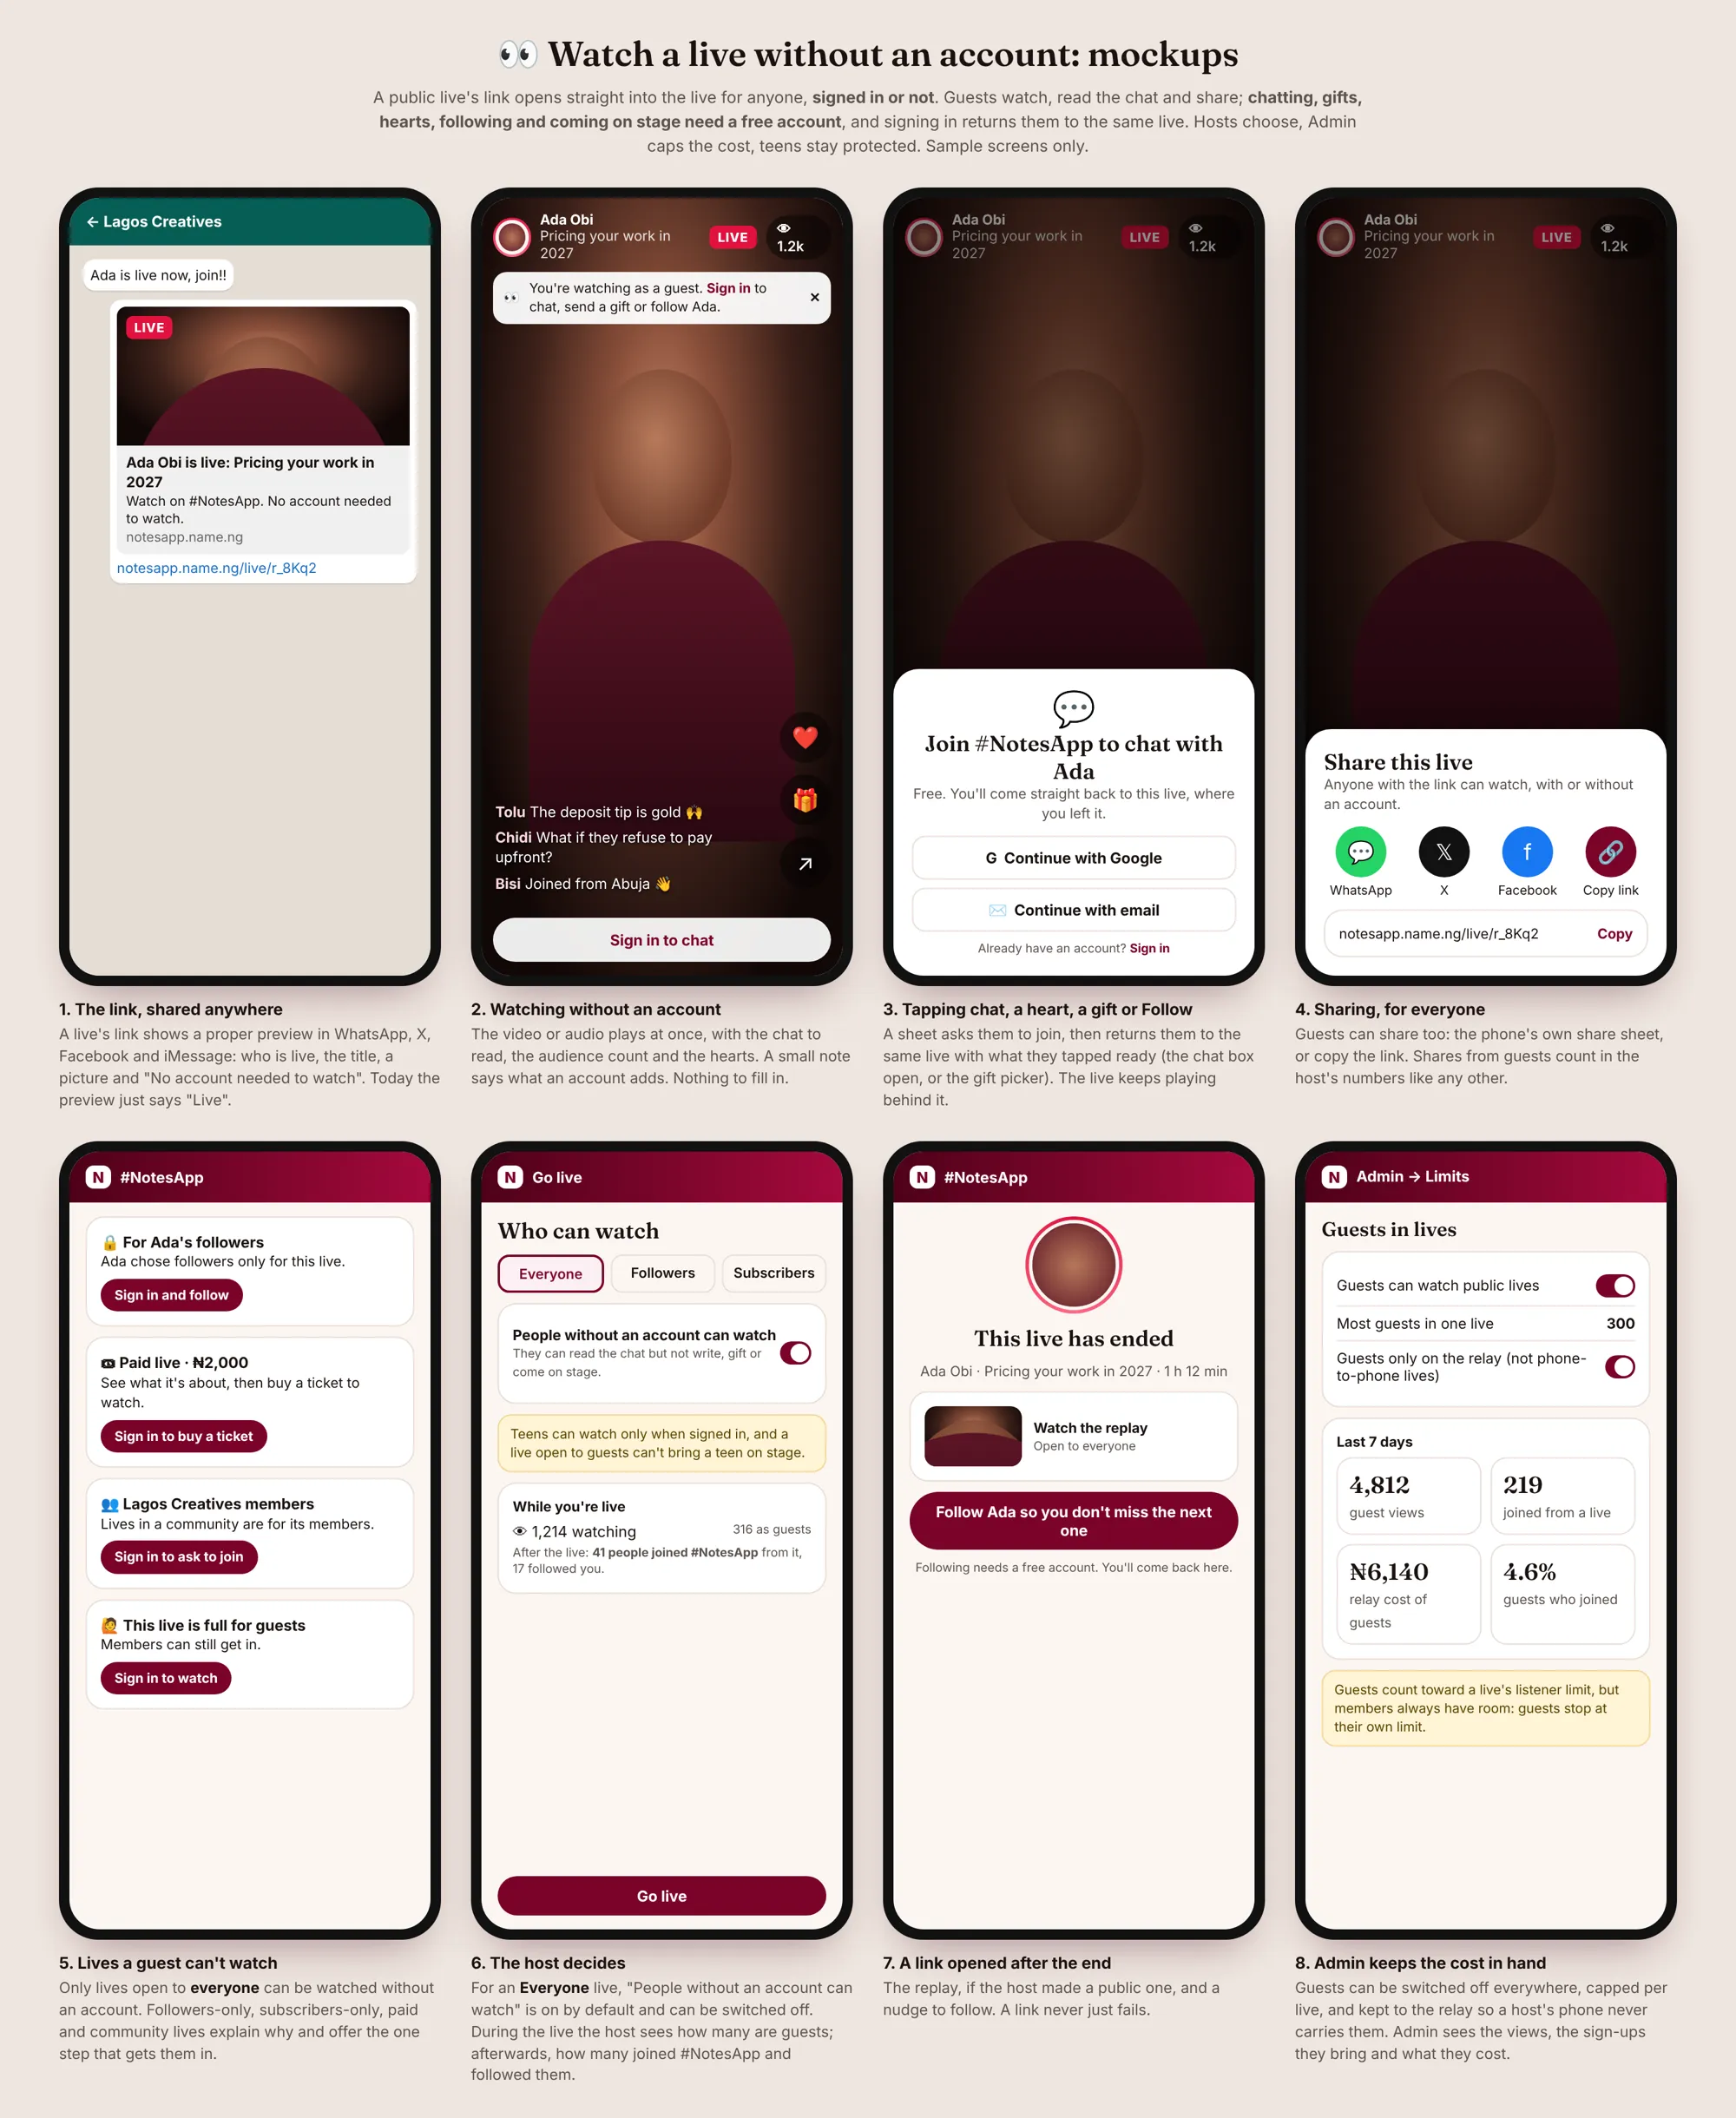 👀 Watch a live without an account: mockups
A public live's link opens straight into the live for anyone, signed in or not. Guests watch, read the chat and share; chatting, gifts,
hearts, following and coming on stage need a free account, and signing in returns them to the same live. Hosts choose, Admin
caps the cost, teens stay protected. Sample screens only.
← Lagos Creatives
Ada is live now, join!!
LIVE
Ada Obi is live: Pricing your work in
2027
Watch on #NotesApp. No account needed
to watch.
notesapp.name.ng
notesapp.name.ng/live/r_8Kq2
1. The link, shared anywhere
A live's link shows a proper preview in WhatsApp, X,
Facebook and iMessage: who is live, the title, a
picture and "No account needed to watch". Today the
preview just says "Live".
Ada Obi
Pricing your work in
2027
LIVE
👁
1.2k
👀 You're watching as a guest. Sign in to
chat, send a gift or follow Ada.
✕
❤️
🎁
Tolu The deposit tip is gold 🙌
Chidi What if they refuse to pay
upfront?
Bisi Joined from Abuja 👋
↗
Sign in to chat
2. Watching without an account
The video or audio plays at once, with the chat to
read, the audience count and the hearts. A small note
says what an account adds. Nothing to fill in.
Ada Obi
Pricing your work in
2027
LIVE
👁
1.2k
💬
Join #NotesApp to chat with
Ada
Free. You'll come straight back to this live, where
you left it.
G Continue with Google
✉️ Continue with email
Already have an account? Sign in
3. Tapping chat, a heart, a gift or Follow
A sheet asks them to join, then returns them to the
same live with what they tapped ready (the chat box
open, or the gift picker). The live keeps playing
behind it.
Ada Obi
Pricing your work in
2027
LIVE
👁
1.2k
Share this live
Anyone with the link can watch, with or without
an account.
💬 𝕏 f 🔗
WhatsApp X Facebook Copy link
notesapp.name.ng/live/r_8Kq2 Copy
4. Sharing, for everyone
Guests can share too: the phone's own share sheet,
or copy the link. Shares from guests count in the
host's numbers like any other.
N #NotesApp
🔒 For Ada's followers
Ada chose followers only for this live.
Sign in and follow
🎟 Paid live · ₦2,000
See what it's about, then buy a ticket to
watch.
Sign in to buy a ticket
👥 Lagos Creatives members
Lives in a community are for its members.
Sign in to ask to join
🙋 This live is full for guests
Members can still get in.
Sign in to watch
5. Lives a guest can't watch
Only lives open to everyone can be watched without
an account. Followers-only, subscribers-only, paid
and community lives explain why and offer the one
step that gets them in.
N Go live
Who can watch
Everyone Followers Subscribers
People without an account can watch
They can read the chat but not write, gift or
come on stage.
Teens can watch only when signed in, and a
live open to guests can't bring a teen on stage.
While you're live
👁 1,214 watching 316 as guests
After the live: 41 people joined #NotesApp from it,
17 followed you.
Go live
6. The host decides
For an Everyone live, "People without an account can
watch" is on by default and can be switched off.
During the live the host sees how many are guests;
afterwards, how many joined #NotesApp and
followed them.
N #NotesApp
This live has ended
Ada Obi · Pricing your work in 2027 · 1 h 12 min
Watch the replay
Open to everyone
Follow Ada so you don't miss the next
one
Following needs a free account. You'll come back here.
7. A link opened after the end
The replay, if the host made a public one, and a
nudge to follow. A link never just fails.
N Admin → Limits
Guests in lives
Guests can watch public lives
Most guests in one live 300
Guests only on the relay (not phone-
to-phone lives)
Last 7 days
4,812
guest views
219
joined from a live
₦6,140
relay cost of
guests
4.6%
guests who joined
Guests count toward a live's listener limit, but
members always have room: guests stop at
their own limit.
8. Admin keeps the cost in hand
Guests can be switched off everywhere, capped per
live, and kept to the relay so a host's phone never
carries them. Admin sees the views, the sign-ups
they bring and what they cost.